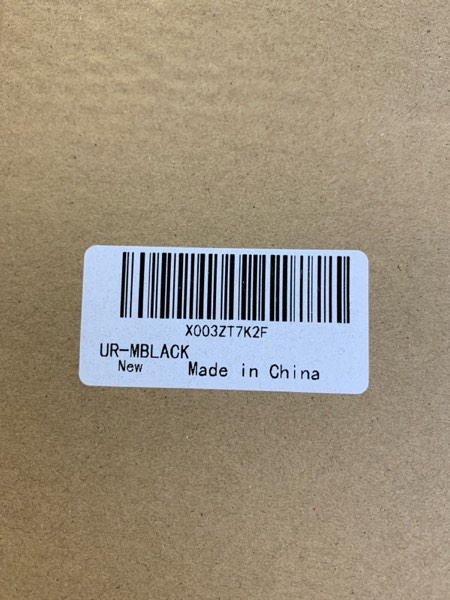 X003ZT7K2F
UR-MBLACK
New Made in China